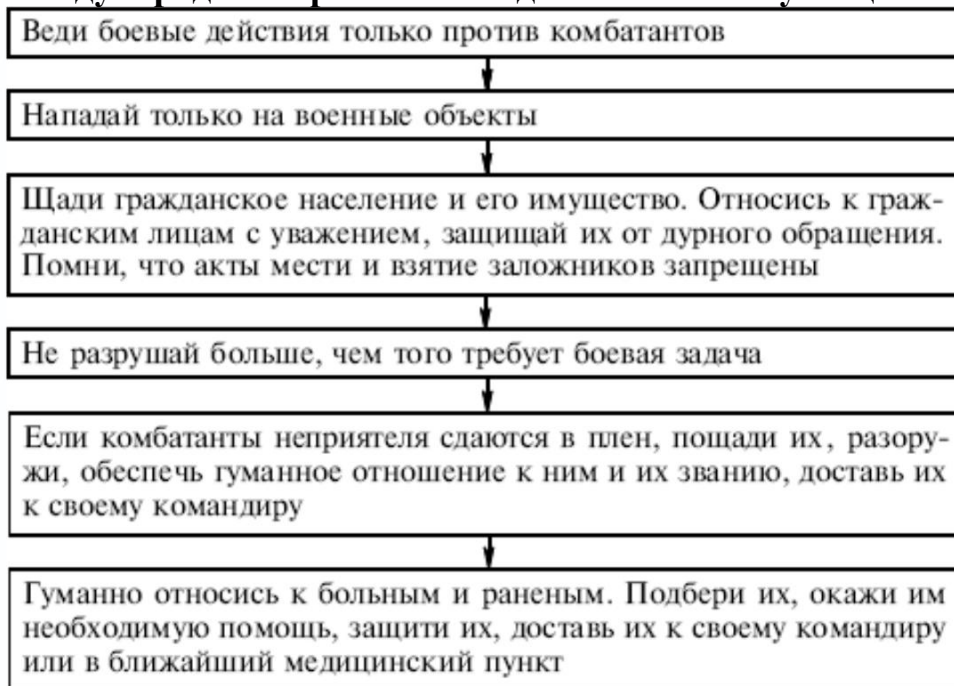 Веди боевые действия только против комбатантов
Нападай только на военные объекты
Щади гражданское население и его имущество. Относись к граж-
данским лицам с уважением, защищай их от дурного обращения.
Помни, что акты мести и взятие заложников запрещены
Не разрушай больше, чем того требует боевая задача
Если комбатанты неприятеля сдаются в плен, пощади их, разору-
жи, обеспечь гуманное отношение к ним и их званию, доставь их
к своему командиру
Гуманно относись к больным и раненым. Подбери их, окажи им
необходимую помощь, защити их, доставь их к своему командиру
или в ближайший медицинский пункт